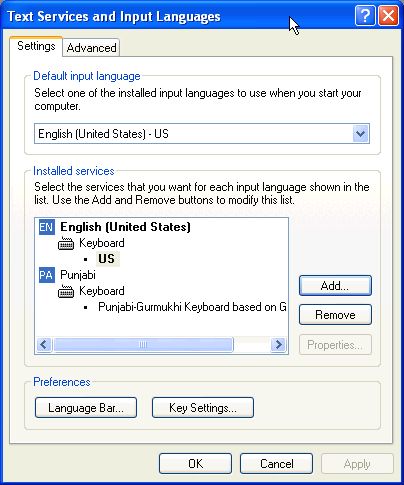 Text Services and Input Languages
Settings
Advanced
Default input language
Select one of the installed input languages to use when you start your
computer.
English (United States) - US
Installed services
Select the services that you want for each input language shown in the
list. Use the Add and Remove buttons to modify this list.
EN English (United States)
Keyboard
• US
PA Punjabi
Keyboard
• Punjabi-Gurmukhi Keyboard based on G
Add...
Remove
Properties...
Preferences
Language Bar...
Key Settings...
OK
Cancel
Apply